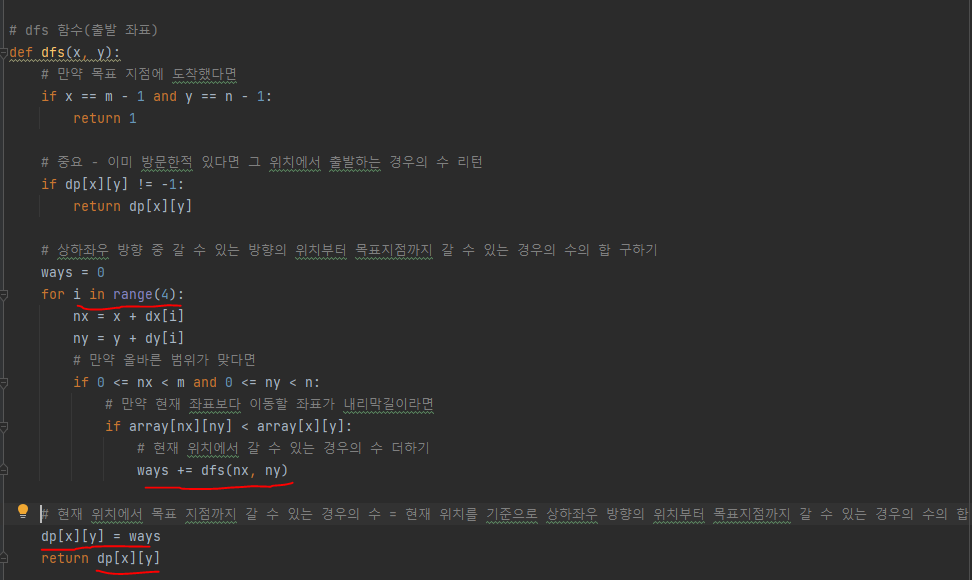 # dfs 함수(출발 좌표)
def dfs(x, y):
    # 만약 목표 지점에 도착했다면
    if x == m - 1 and y == n - 1:
        return 1

    # 중요 - 이미 방문한적 있다면 그 위치에서 출발하는 경우의 수 리턴
    if dp[x][y] != -1:
        return dp[x][y]

    # 상하좌우 방향 중 갈 수 있는 방향의 위치부터 목표지점까지 갈 수 있는 경우의 수의 합 구하기
    ways = 0
    for i in range(4):
        nx = x + dx[i]
        ny = y + dy[i]
        # 만약 올바른 범위가 맞다면
        if 0 <= nx < m and 0 <= ny < n:
            # 만약 현재 좌표보다 이동할 좌표가 내리막길이라면
            if array[nx][ny] < array[x][y]:
                # 현재 위치에서 갈 수 있는 경우의 수 더하기
                ways += dfs(nx, ny)

    # 현재 위치에서 목표 지점까지 갈 수 있는 경우의 수 = 현재 위치를 기준으로 상하좌우 방향의 위치부터 목표지점까지 갈 수 있는 경우의 수의 합
    dp[x][y] = ways
    return dp[x][y]